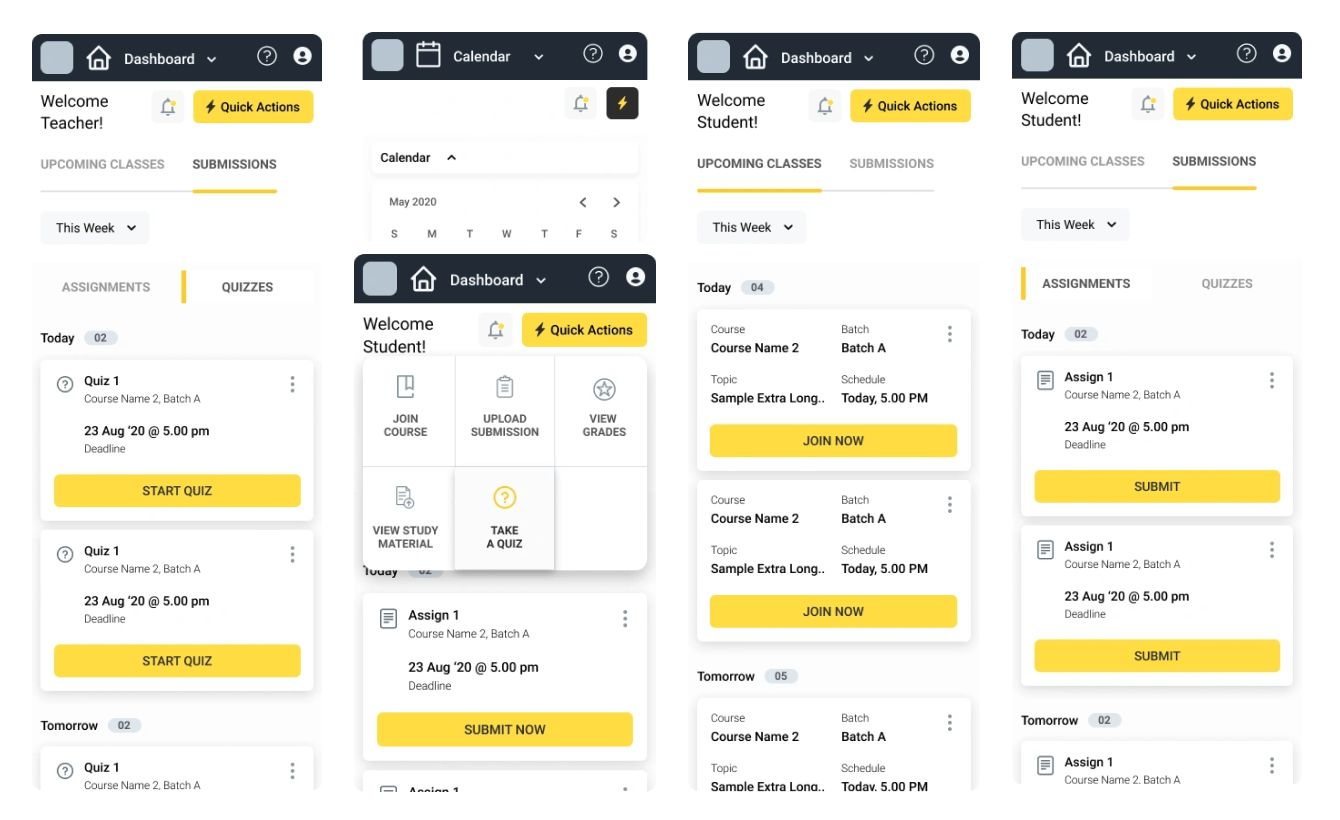 Dashboard
Welcome
Teacher!
Quick Actions
UPCOMING CLASSES SUBMISSIONS
This Week
ASSIGNMENTS QUIZZES
Today 02
Quiz 1
Course Name 2, Batch A
23 Aug ‘20 @ 5.00 pm
Deadline
START QUIZ
Quiz 1
Course Name 2, Batch A
23 Aug ‘20 @ 5.00 pm
Deadline
START QUIZ
Tomorrow 02
Quiz 1
Course Name 2, Batch A
Calendar
Calendar
May 2020
S M T W T F S
Dashboard
Welcome
Student!
Quick Actions
JOIN
COURSE
UPLOAD
SUBMISSION
VIEW
GRADES
VIEW STUDY
MATERIAL
TAKE
A QUIZ
Today 02
Assign 1
Course Name 2, Batch A
23 Aug ‘20 @ 5.00 pm
Deadline
SUBMIT NOW
Assign 1
Dashboard
Welcome
Student!
Quick Actions
UPCOMING CLASSES SUBMISSIONS
This Week
Today 04
Course Batch
Course Name 2 Batch A
Topic Schedule
Sample Extra Long.. Today, 5.00 PM
JOIN NOW
Course Batch
Course Name 2 Batch A
Topic Schedule
Sample Extra Long.. Today, 5.00 PM
JOIN NOW
Tomorrow 05
Course Batch
Course Name 2 Batch A
Topic Schedule
Sample Extra Long.. Today, 5.00 PM
Dashboard
Welcome
Student!
Quick Actions
UPCOMING CLASSES SUBMISSIONS
This Week
ASSIGNMENTS QUIZZES
Today 02
Assign 1
Course Name 2, Batch A
23 Aug ‘20 @ 5.00 pm
Deadline
SUBMIT
Assign 1
Course Name 2, Batch A
23 Aug ‘20 @ 5.00 pm
Deadline
SUBMIT
Tomorrow 02
Assign 1
Course Name 2, Batch A